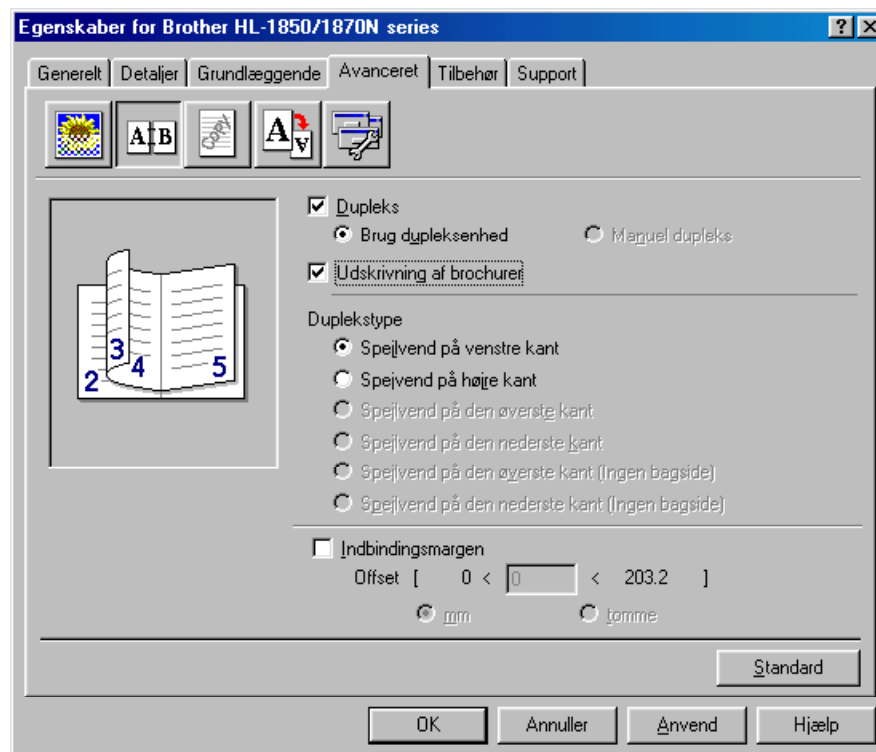 Egenskaber for Brother HL-1850/1870N series
Generelt Detaljer Grundlæggende Avanceret Tilbehør Support
A B COPY A A
Dupleks
Brug dupleksenhed Manuel dupleks
Udskrivning af brochurer
Duplekstype
Spejlvend på venstre kant
Spejvend på højre kant
Spejlvend på den øverste kant
Spejlvend på den nederste kant
Spejlvend på den øverste kant (Ingen bagside)
Spejlvend på den nederste kant (Ingen bagside)
2 3 4 5
Indbindingsmargen
Offset [ 0 < 0 < 203.2 ]
mm tomme
Standard
OK Annuller Anvend Hjælp